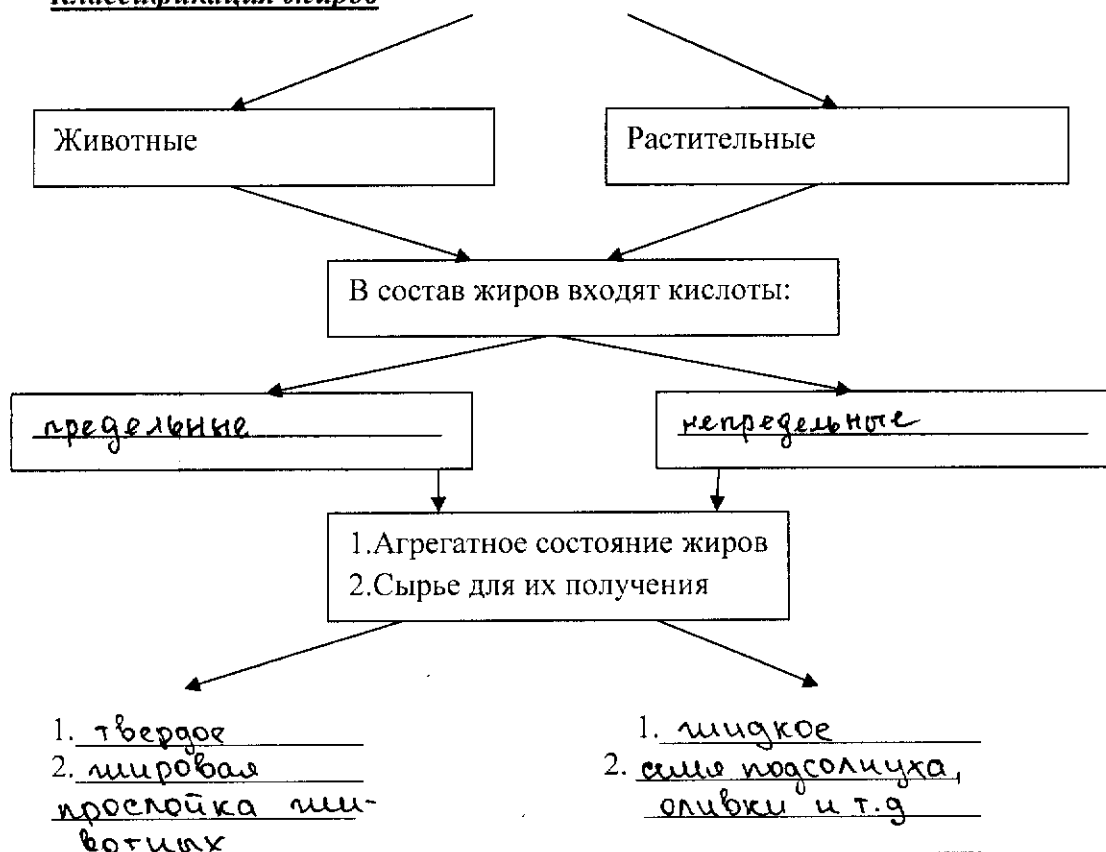 Классификация жиров
Животные
Растительные
В состав жиров входят кислоты:
предельные
непредельные
1.Агрегатное состояние жиров
2.Сырье для их получения
1. твердое
2. жировая
прослойка жи-
вотных
1. жидкое
2. семя подсолнуха,
оливки и т.д